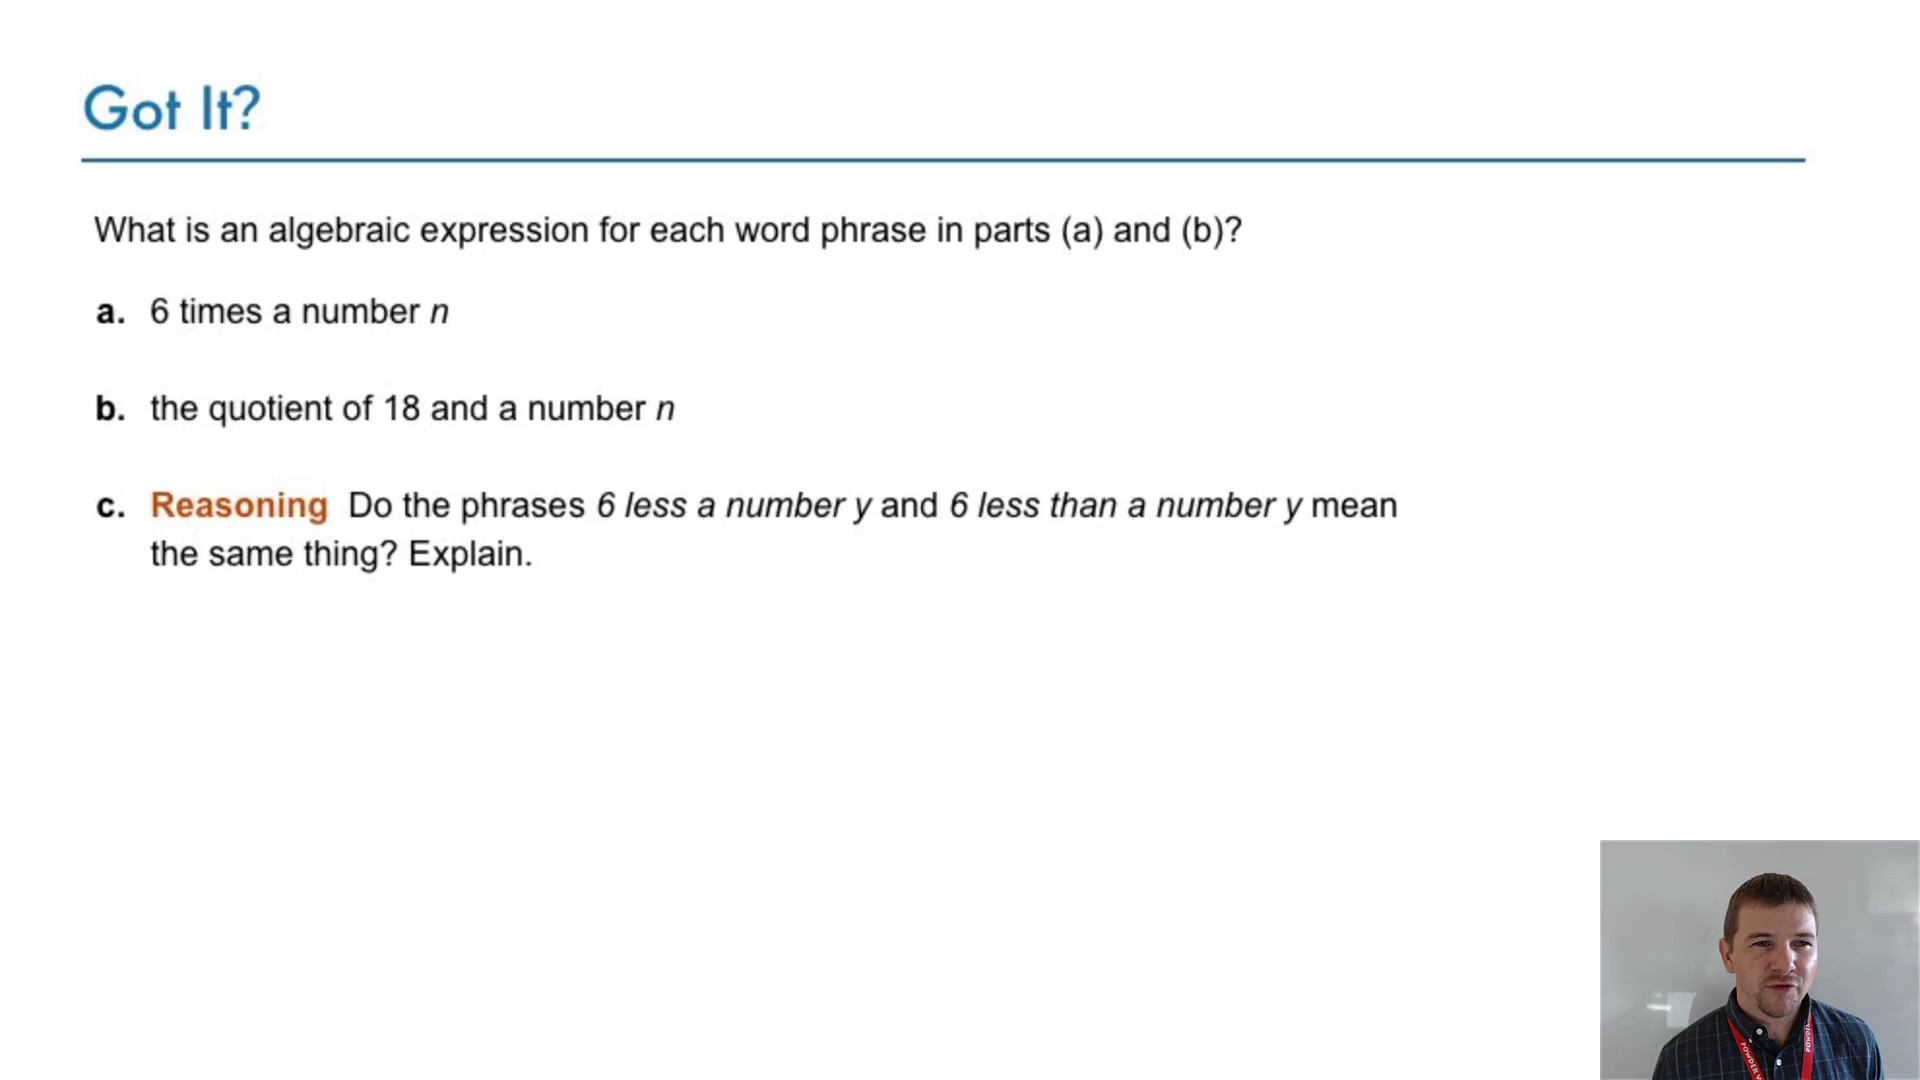 Got It?
What is an algebraic expression for each word phrase in parts (a) and (b)?
a. 6 times a number n
b. the quotient of 18 and a number n
c. Reasoning Do the phrases 6 less a number y and 6 less than a number y mean
the same thing? Explain.